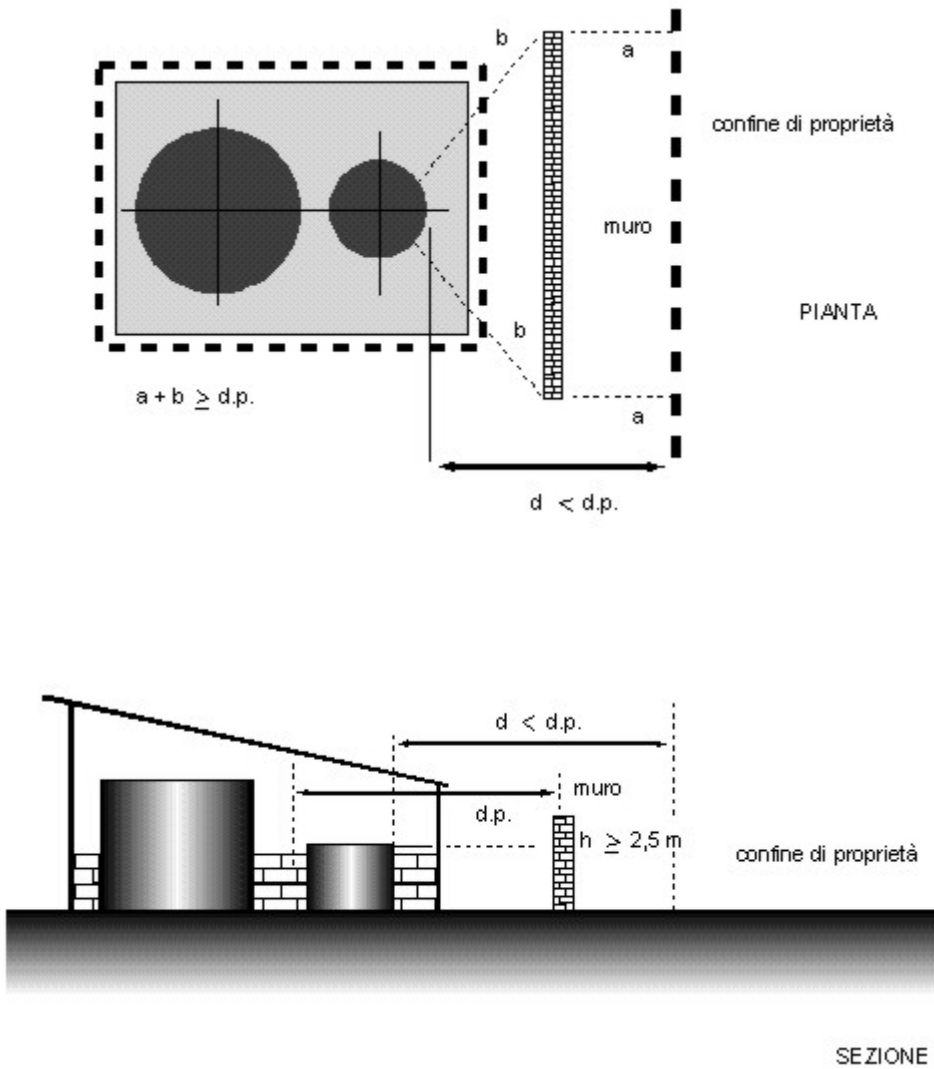 b
a
confine di proprietà
muro
PIANTA
b
a + b ≥ d.p.
a
d < d.p.
d < d.p.
muro
d.p.
h ≥ 2,5 m
confine di proprietà
SEZIONE